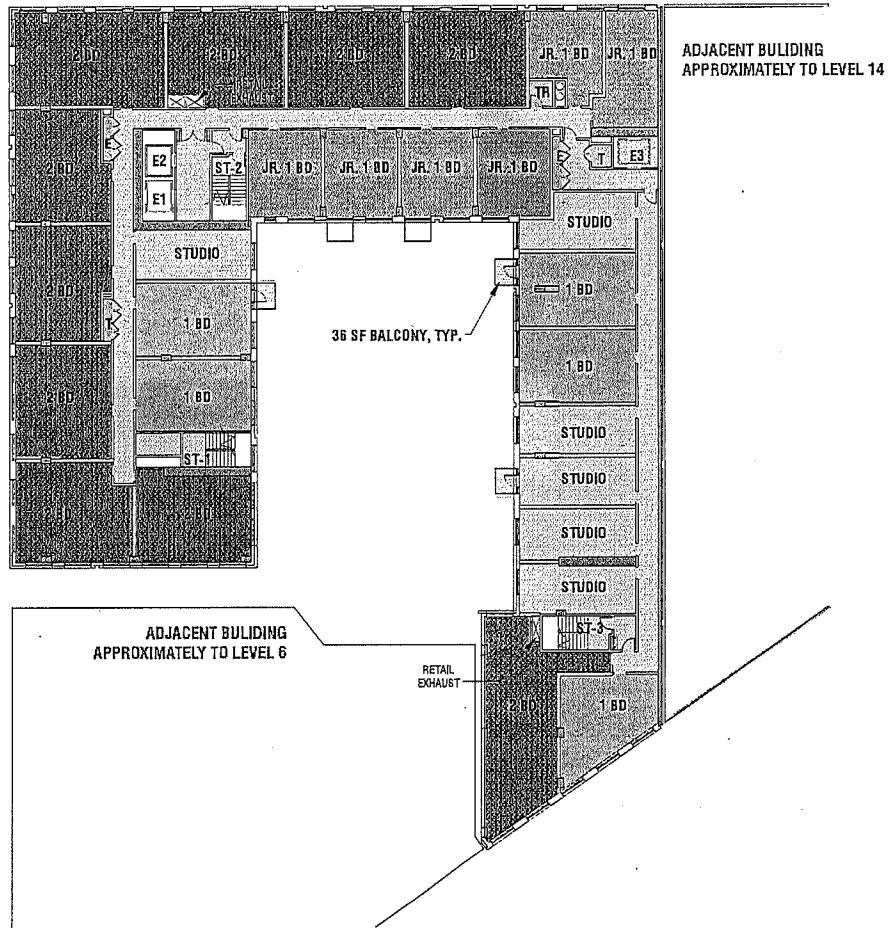 2 BD
2 BD
2 BD
2 BD
JR. 1 BD
JR. 1 BD
ADJACENT BULIDING
APPROXIMATELY TO LEVEL 14
TR
E
E2
E1
ST-2
JR. 1 BD
JR. 1 BD
JR. 1 BD
JR. 1 BD
E
T
E3
2 BD
STUDIO
STUDIO
2 BD
1 BD
1 BD
T
36 SF BALCONY, TYP.
2 BD
1 BD
1 BD
STUDIO
ST-1
STUDIO
2 BD
BD
STUDIO
STUDIO
ADJACENT BULIDING
APPROXIMATELY TO LEVEL 6
ST-3
RETAIL
EXHAUST
2 BD
1 BD